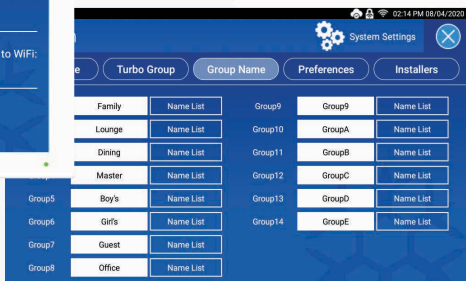 02:14 PM 08/04/2020
to WiFi:
System Settings
e Turbo Group Group Name Preferences Installers
Family Name List Group9 Group9 Name List
Lounge Name List Group10 GroupA Name List
Dining Name List Group11 GroupB Name List
Master Name List Group12 GroupC Name List
Group5 Boy's Name List Group13 GroupD Name List
Group6 Girl's Name List Group14 GroupE Name List
Group7 Guest Name List
Group8 Office Name List